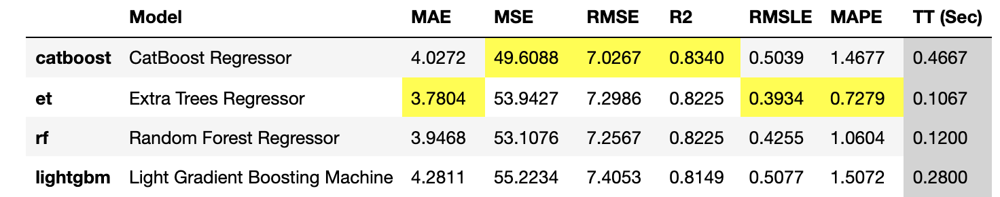 Model MAE MSE RMSE R2 RMSLE MAPE TT (Sec)
catboost CatBoost Regressor 4.0272 49.6088 7.0267 0.8340 0.5039 1.4677 0.4667
et Extra Trees Regressor 3.7804 53.9427 7.2986 0.8225 0.3934 0.7279 0.1067
rf Random Forest Regressor 3.9468 53.1076 7.2567 0.8225 0.4255 1.0604 0.1200
lightgbm Light Gradient Boosting Machine 4.2811 55.2234 7.4053 0.8149 0.5077 1.5072 0.2800